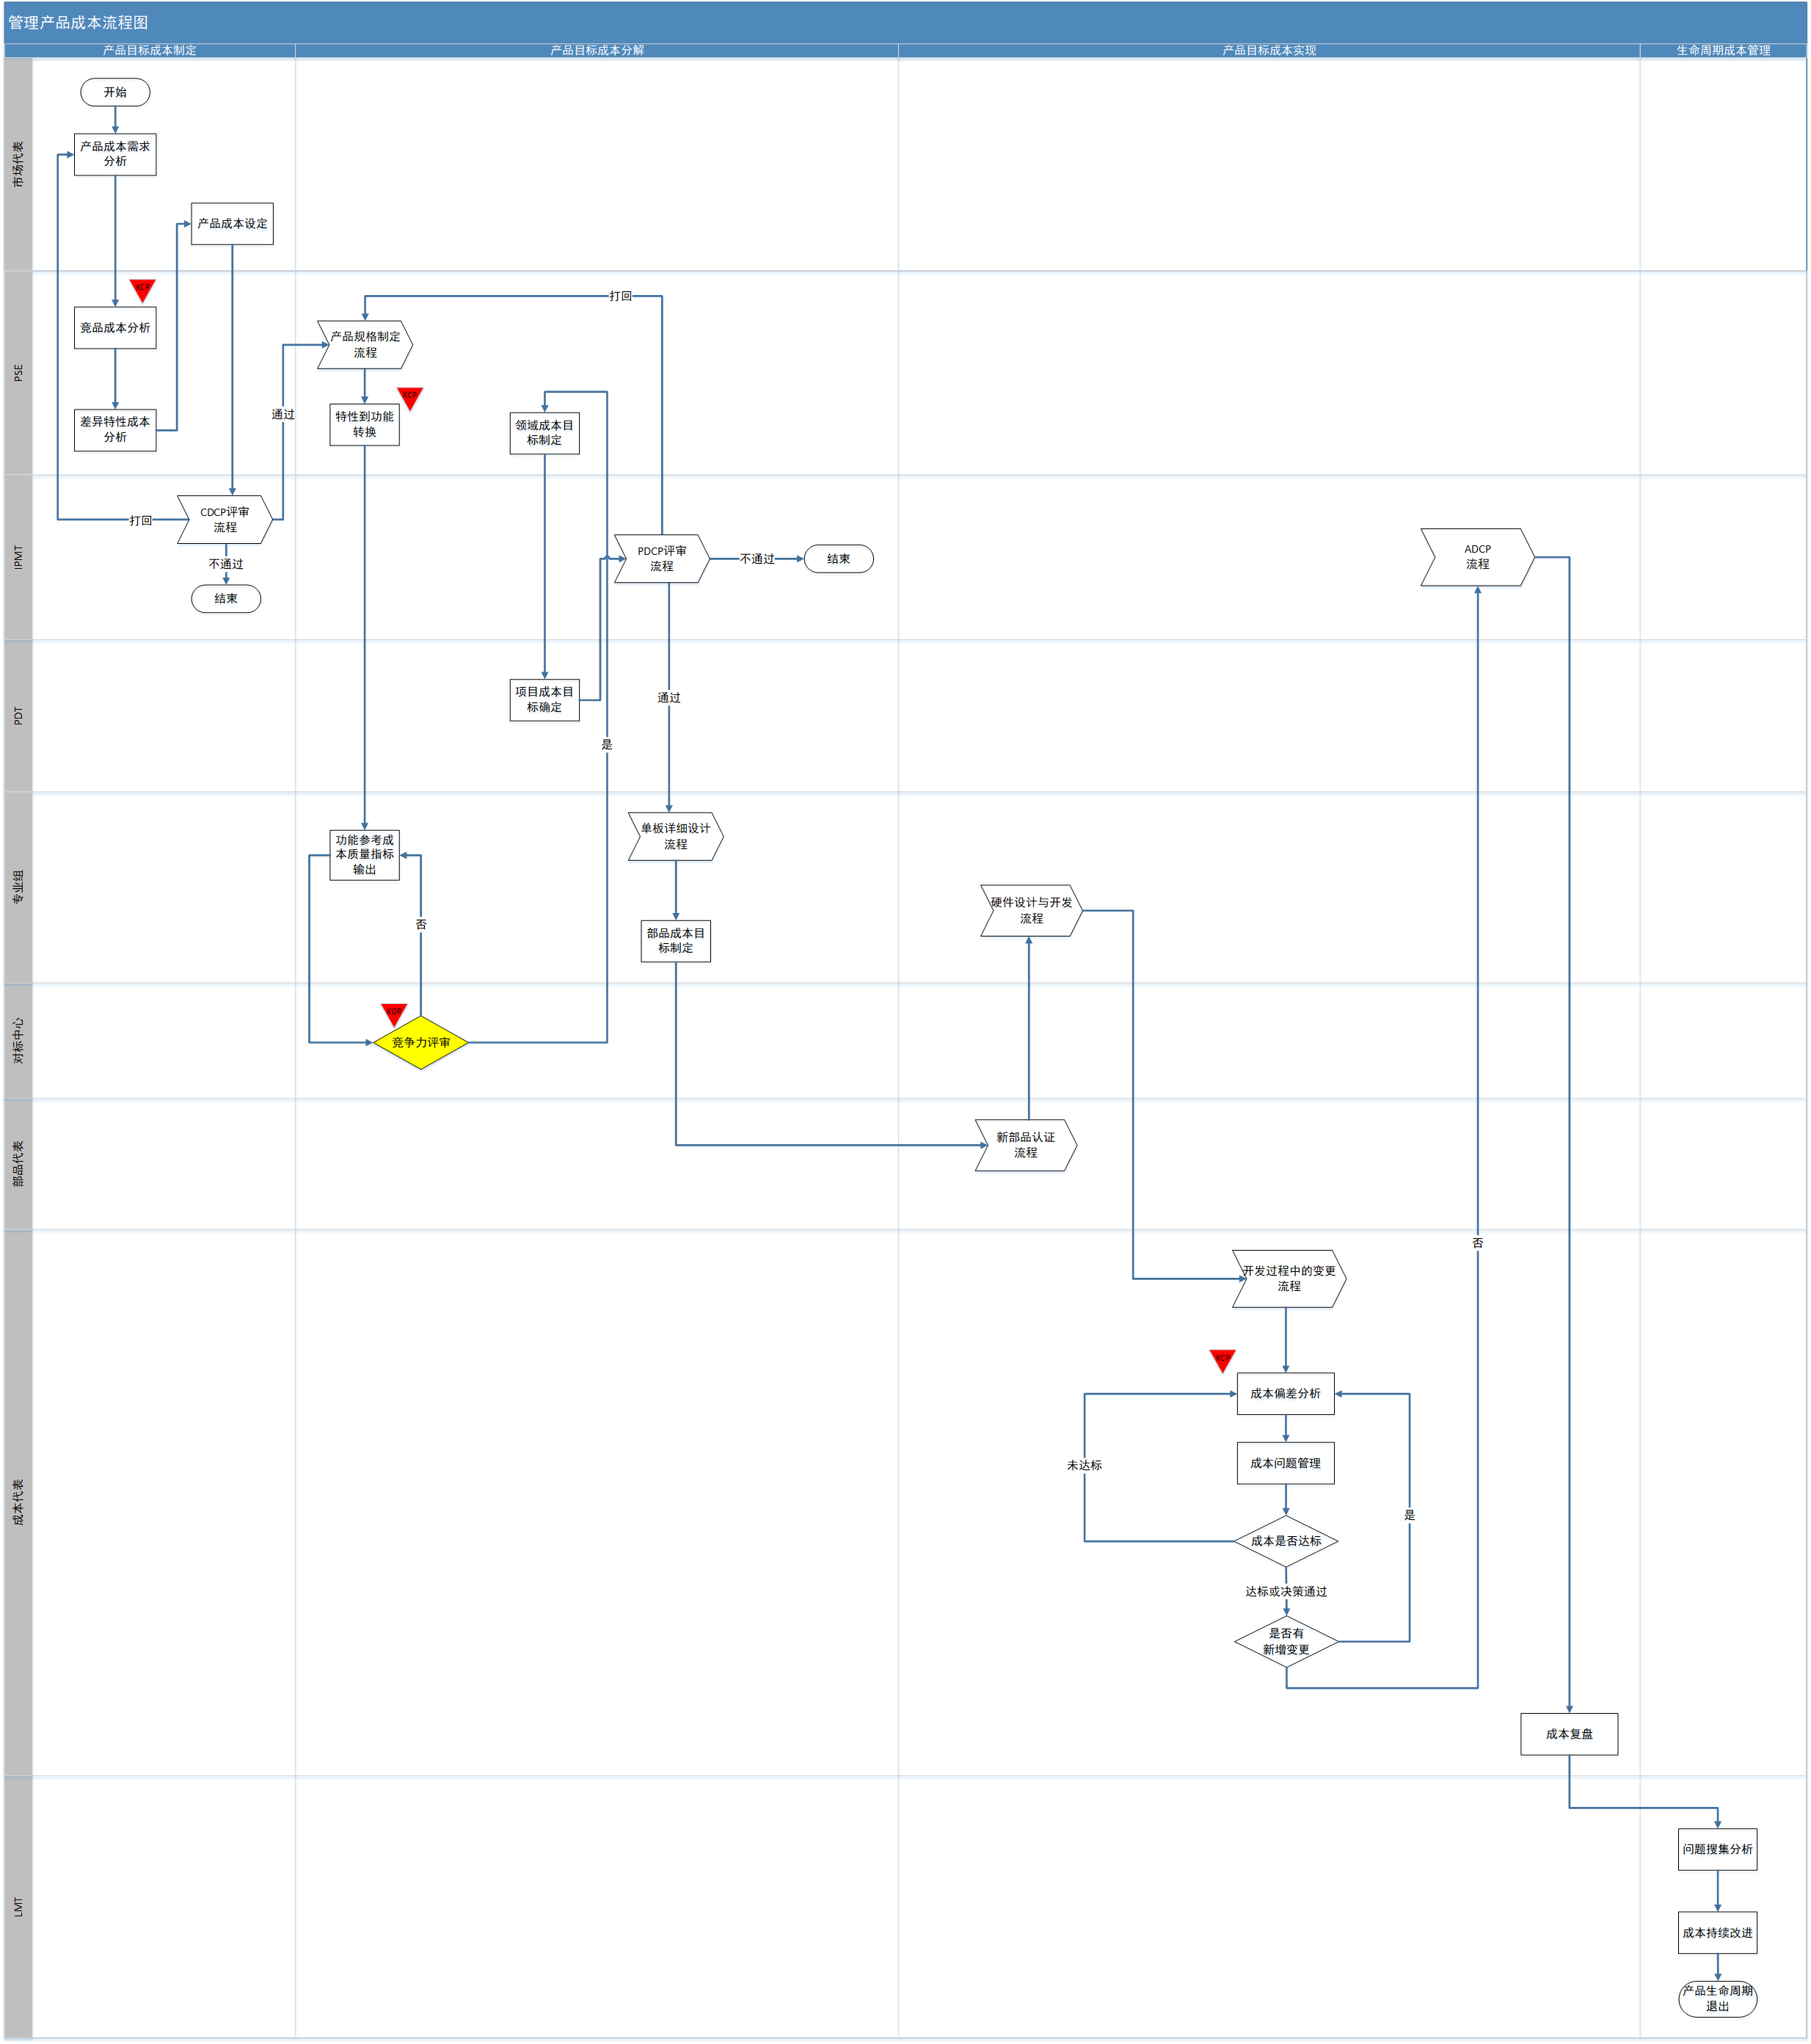 管理产品成本流程图
产品目标成本制定
产品目标成本分解
产品目标成本实现
生命周期成本管理
市场代表
开始
产品成本需求
分析
产品成本设定
PSE
KCP
竞品成本分析
差异特性成本
分析
通过
打回
产品规格制定
流程
KCP
特性到功能
转换
领域成本目
标制定
IPMT
CDCP评审
流程
打回
不通过
结束
PDCP评审
流程
不通过
结束
ADCP
流程
PDT
项目成本目
标确定
通过
是
专业组
功能参考成
本质量指标
输出
否
单板详细设计
流程
部品成本目
标制定
硬件设计与开发
流程
对标中心
KDP
竞争力评审
部品代表
新部品认证
流程
成本代表
否
开发过程中的变更
流程
KCP
成本偏差分析
未达标
成本问题管理
是
成本是否达标
达标或决策通过
是否有
新增变更
成本复盘
LMT
问题搜集分析
成本持续改进
产品生命周期
退出